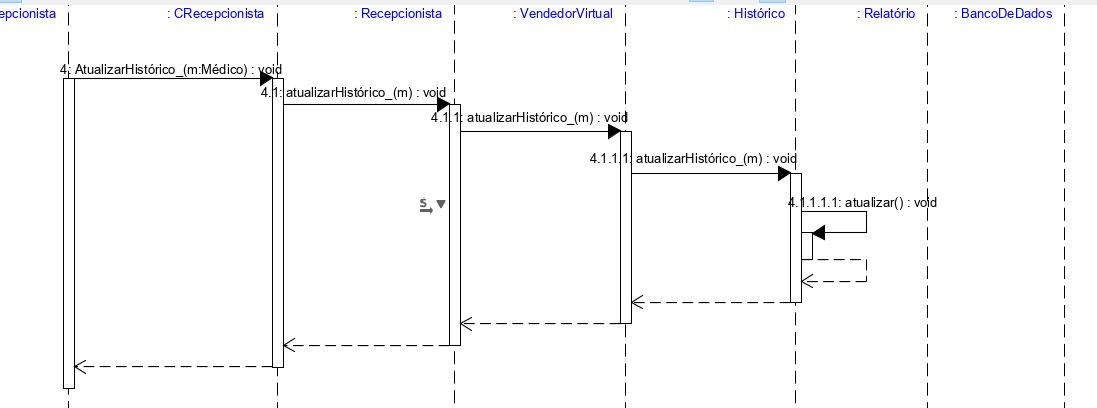 epcionista
: CRecepcionista
: Recepcionista
: VendedorVirtual
: Histórico
: Relatório
: BancoDeDados
4: AtualizarHistórico_(m:Médico) : void
4.1: atualizarHistórico_(m) : void
4.1.1: atualizarHistórico_(m) : void
4.1.1.1: atualizarHistórico_(m) : void
4.1.1.1.1: atualizar() : void
S